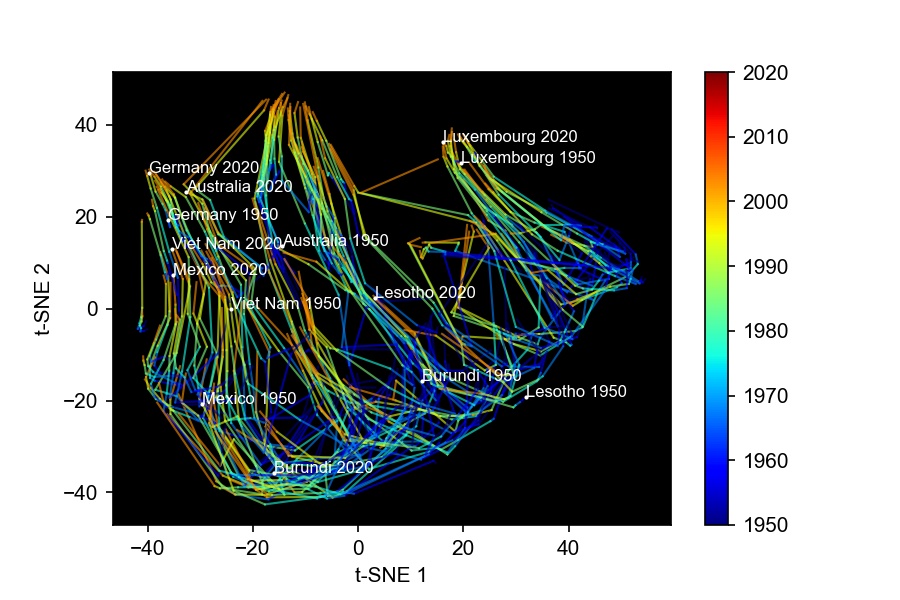 40
20
0
−20
−40
t-SNE 2
−40
−20
0
20
40
t-SNE 1
Luxembourg 2020
Luxembourg 1950
Germany 2020
Australia 2020
Germany 1950
Viet Nam 2020
Australia 1950
Mexico 2020
Lesotho 2020
Viet Nam 1950
Burundi 1950
Lesotho 1950
Mexico 1950
Burundi 2020
2020
2010
2000
1990
1980
1970
1960
1950